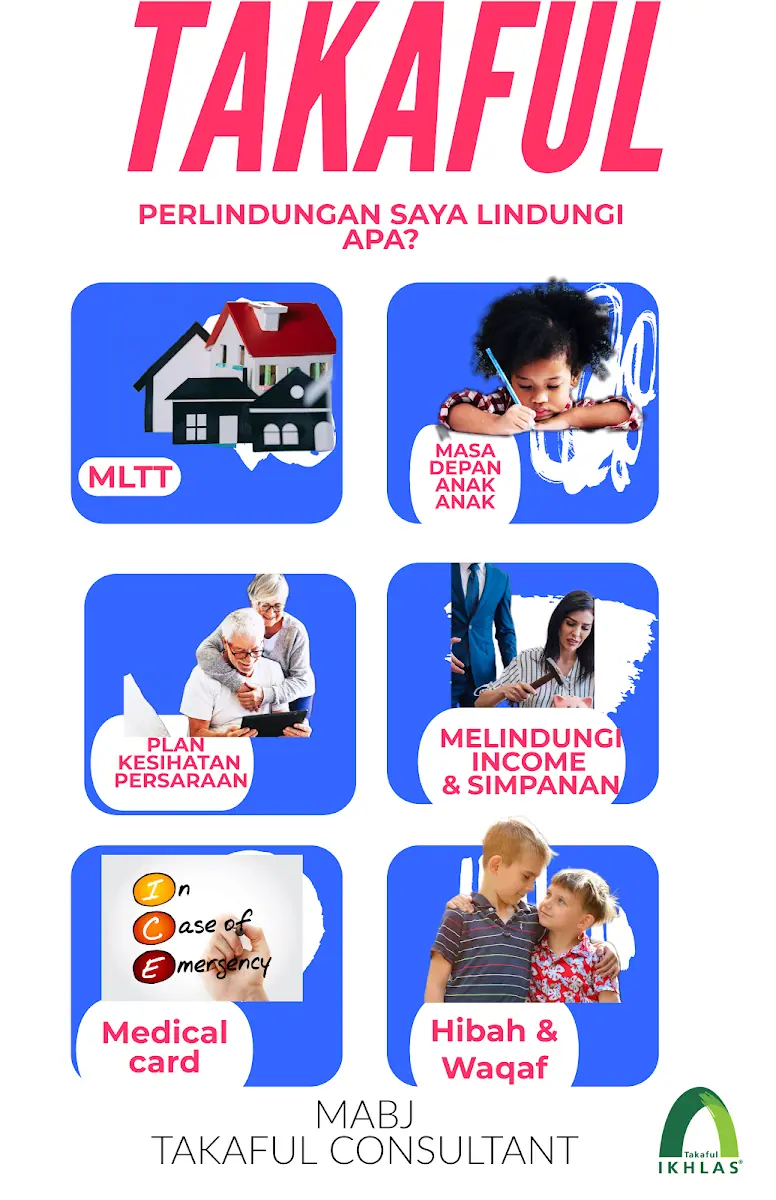 TAKAFUL
PERLINDUNGAN SAYA LINDUNGI
APA?
MLTT
MASA
DEPAN
ANAK
ANAK
PLAN
KESIHATAN
PERSARAAN
MELINDUNGI
INCOME
& SIMPANAN
In
Case of
Emergency
Medical
card
Hibah &
Waqaf
MABJ
TAKAFUL CONSULTANT
Takaful
IKHLAS®